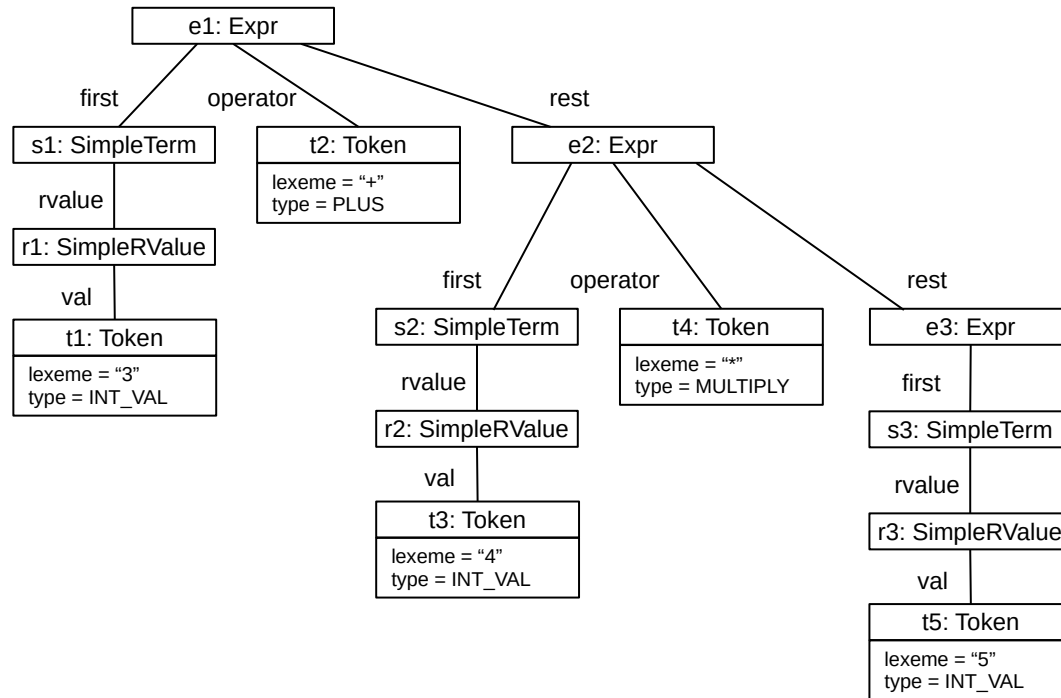 e1: Expr
first
operator
rest
s1: SimpleTerm
t2: Token
lexeme = “+”
type = PLUS
e2: Expr
rvalue
r1: SimpleRValue
val
t1: Token
lexeme = “3”
type = INT_VAL
first
operator
rest
s2: SimpleTerm
t4: Token
lexeme = “*”
type = MULTIPLY
e3: Expr
rvalue
r2: SimpleRValue
val
t3: Token
lexeme = “4”
type = INT_VAL
first
s3: SimpleTerm
rvalue
r3: SimpleRValue
val
t5: Token
lexeme = “5”
type = INT_VAL